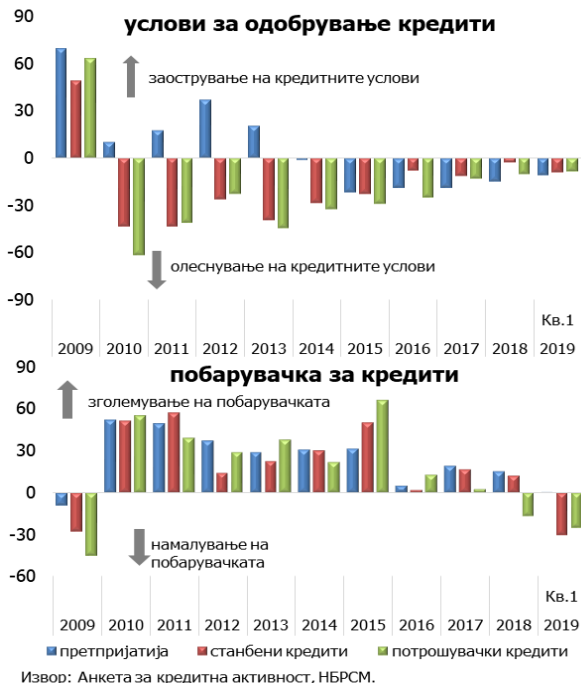 услови за одобрување кредити
90
60
30
0
-30
-60
-90
заострување на кредитните услови
олеснување на кредитните услови
Кв.1
2009 2010 2011 2012 2013 2014 2015 2016 2017 2018 2019
побарувачка за кредити
90
60
30
0
-30
-60
зголемување на побарувачката
намалување на
побарувачката
Кв.1
2009 2010 2011 2012 2013 2014 2015 2016 2017 2018 2019
претпријатија станбени кредити потрошувачки кредити
Извор: Анкета за кредитна активност, НБРСМ.